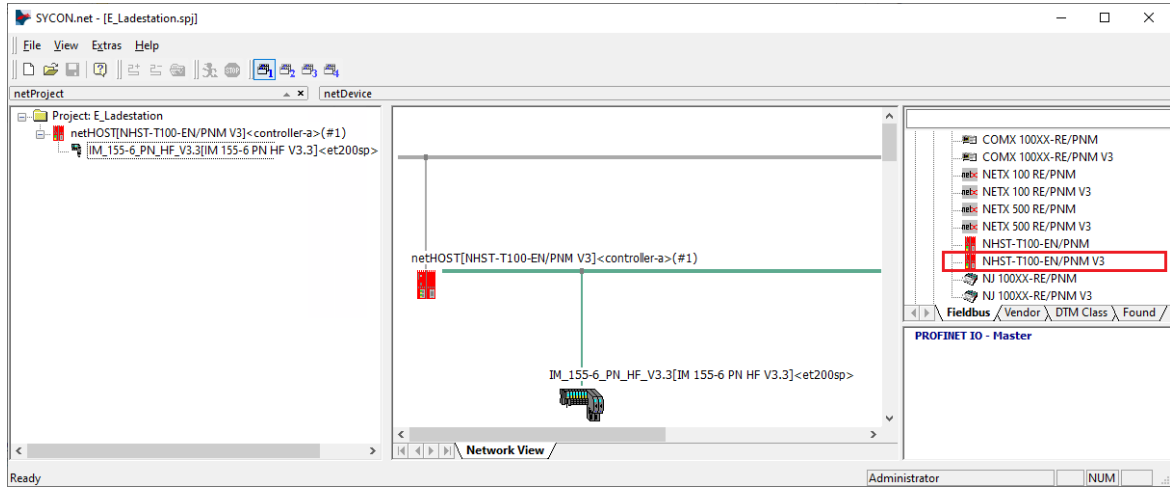 SYCON.net - [E_Ladestation.spj]
File View Extras Help
netProject
netDevice
Project: E_Ladestation
netHOST[NHST-T100-EN/PNM V3]<controller-a>(#1)
IM_155-6_PN_HF_V3.3[IM 155-6 PN HF V3.3]<et200sp>
netHOST[NHST-T100-EN/PNM V3]<controller-a>(#1)
IM_155-6_PN_HF_V3.3[IM 155-6 PN HF V3.3]<et200sp>
Network View
COMX 100XX-RE/PNM
COMX 100XX-RE/PNM V3
netX NETX 100 RE/PNM
netX NETX 100 RE/PNM V3
netX NETX 500 RE/PNM
netX NETX 500 RE/PNM V3
NHST-T100-EN/PNM
NHST-T100-EN/PNM V3
NJ 100XX-RE/PNM
NJ 100XX-RE/PNM V3
Fieldbus Vendor DTM Class Found
PROFINET IO - Master
Ready
Administrator
NUM